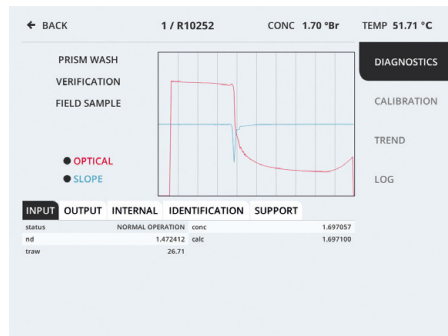 ← BACK 1 / R10252 CONC 1.70 °Br TEMP 51.71 °C
PRISM WASH
VERIFICATION
FIELD SAMPLE
OPTICAL
SLOPE
DIAGNOSTICS
CALIBRATION
TREND
LOG
INPUT OUTPUT INTERNAL IDENTIFICATION SUPPORT
status NORMAL OPERATION conc 1.697057
nd 1.472412 calc 1.697100
traw 26.71